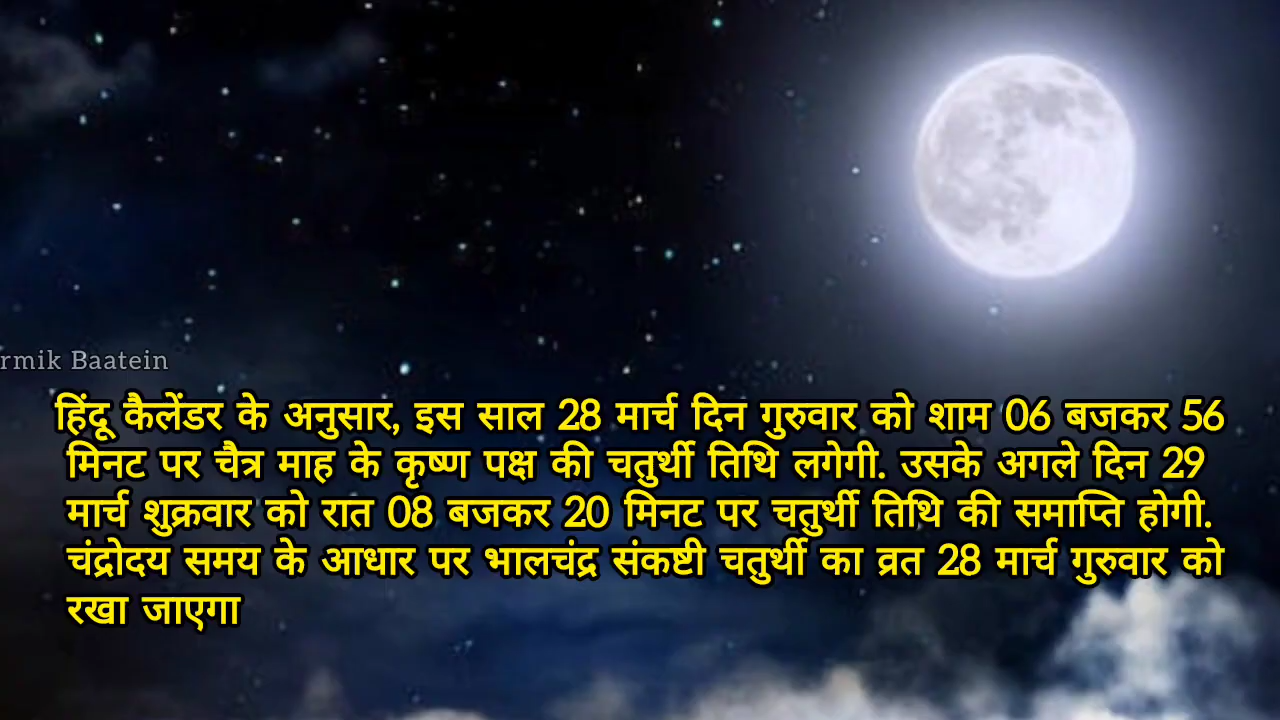 rmik Baatein
हिंदू कैलेंडर के अनुसार, इस साल 28 मार्च दिन गुरुवार को शाम 06 बजकर 56
मिनट पर चैत्र माह के कृष्ण पक्ष की चतुर्थी तिथि लगेगी. उसके अगले दिन 29
मार्च शुक्रवार को रात 08 बजकर 20 मिनट पर चतुर्थी तिथि की समाप्ति होगी.
चंद्रोदय समय के आधार पर भालचंद्र संकष्टी चतुर्थी का व्रत 28 मार्च गुरुवार को
रखा जाएगा